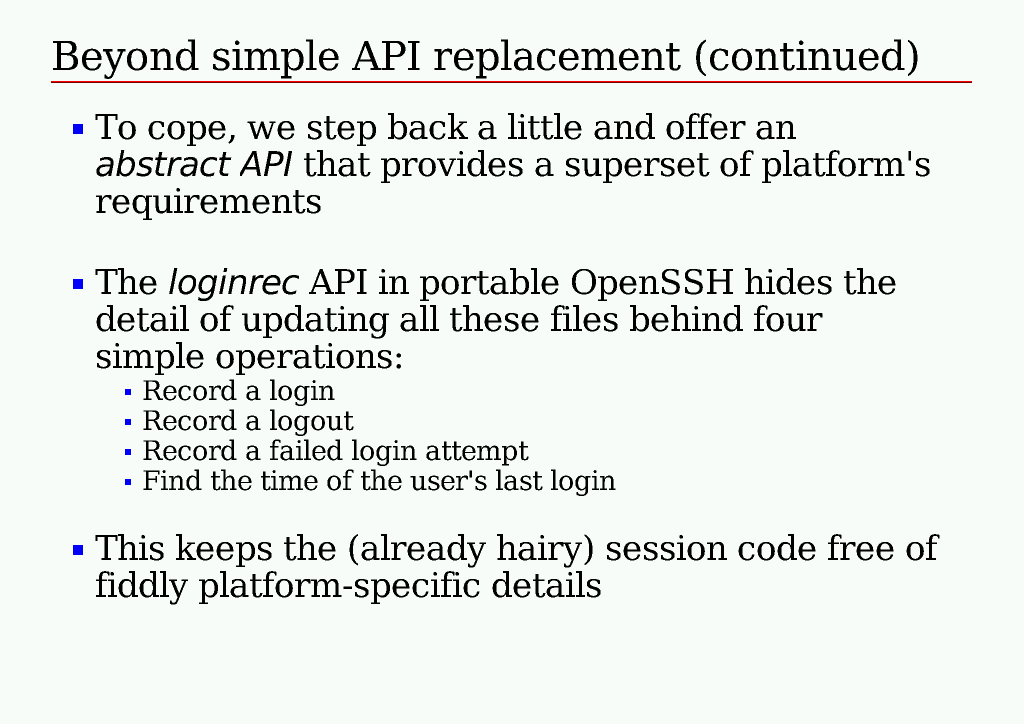 Beyond simple API replacement (continued)
To cope, we step back a little and offer an
abstract API that provides a superset of platform's
requirements
The loginrec API in portable OpenSSH hides the
detail of updating all these files behind four
simple operations:
Record a login
Record a logout
Record a failed login attempt
Find the time of the user's last login
This keeps the (already hairy) session code free of
fiddly platform-specific details